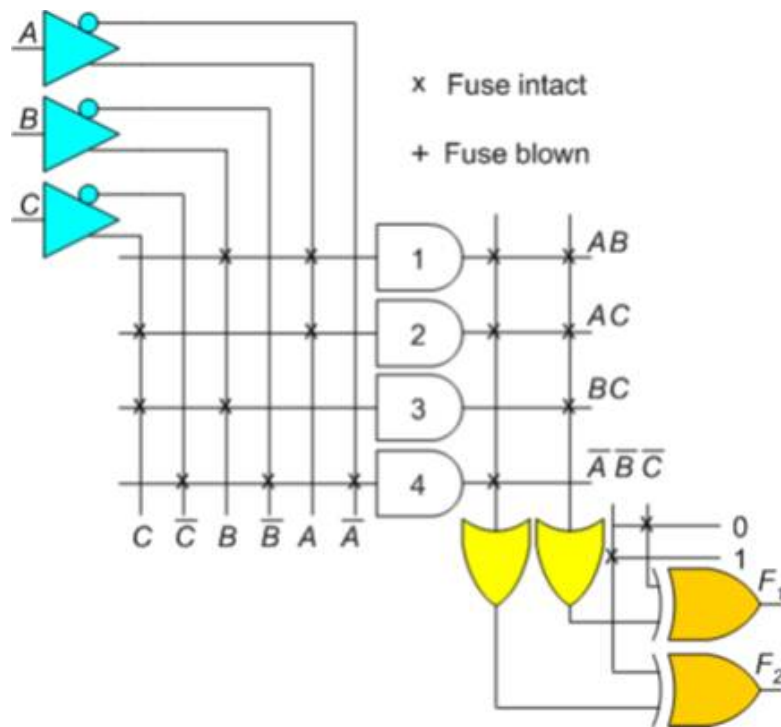 A
x Fuse intact
B
+ Fuse blown
C
1 AB
2 AC
3 BC
4 A̅ B̅ C̅
C C̅ B B̅ A A̅
0
1
F₁
F₂